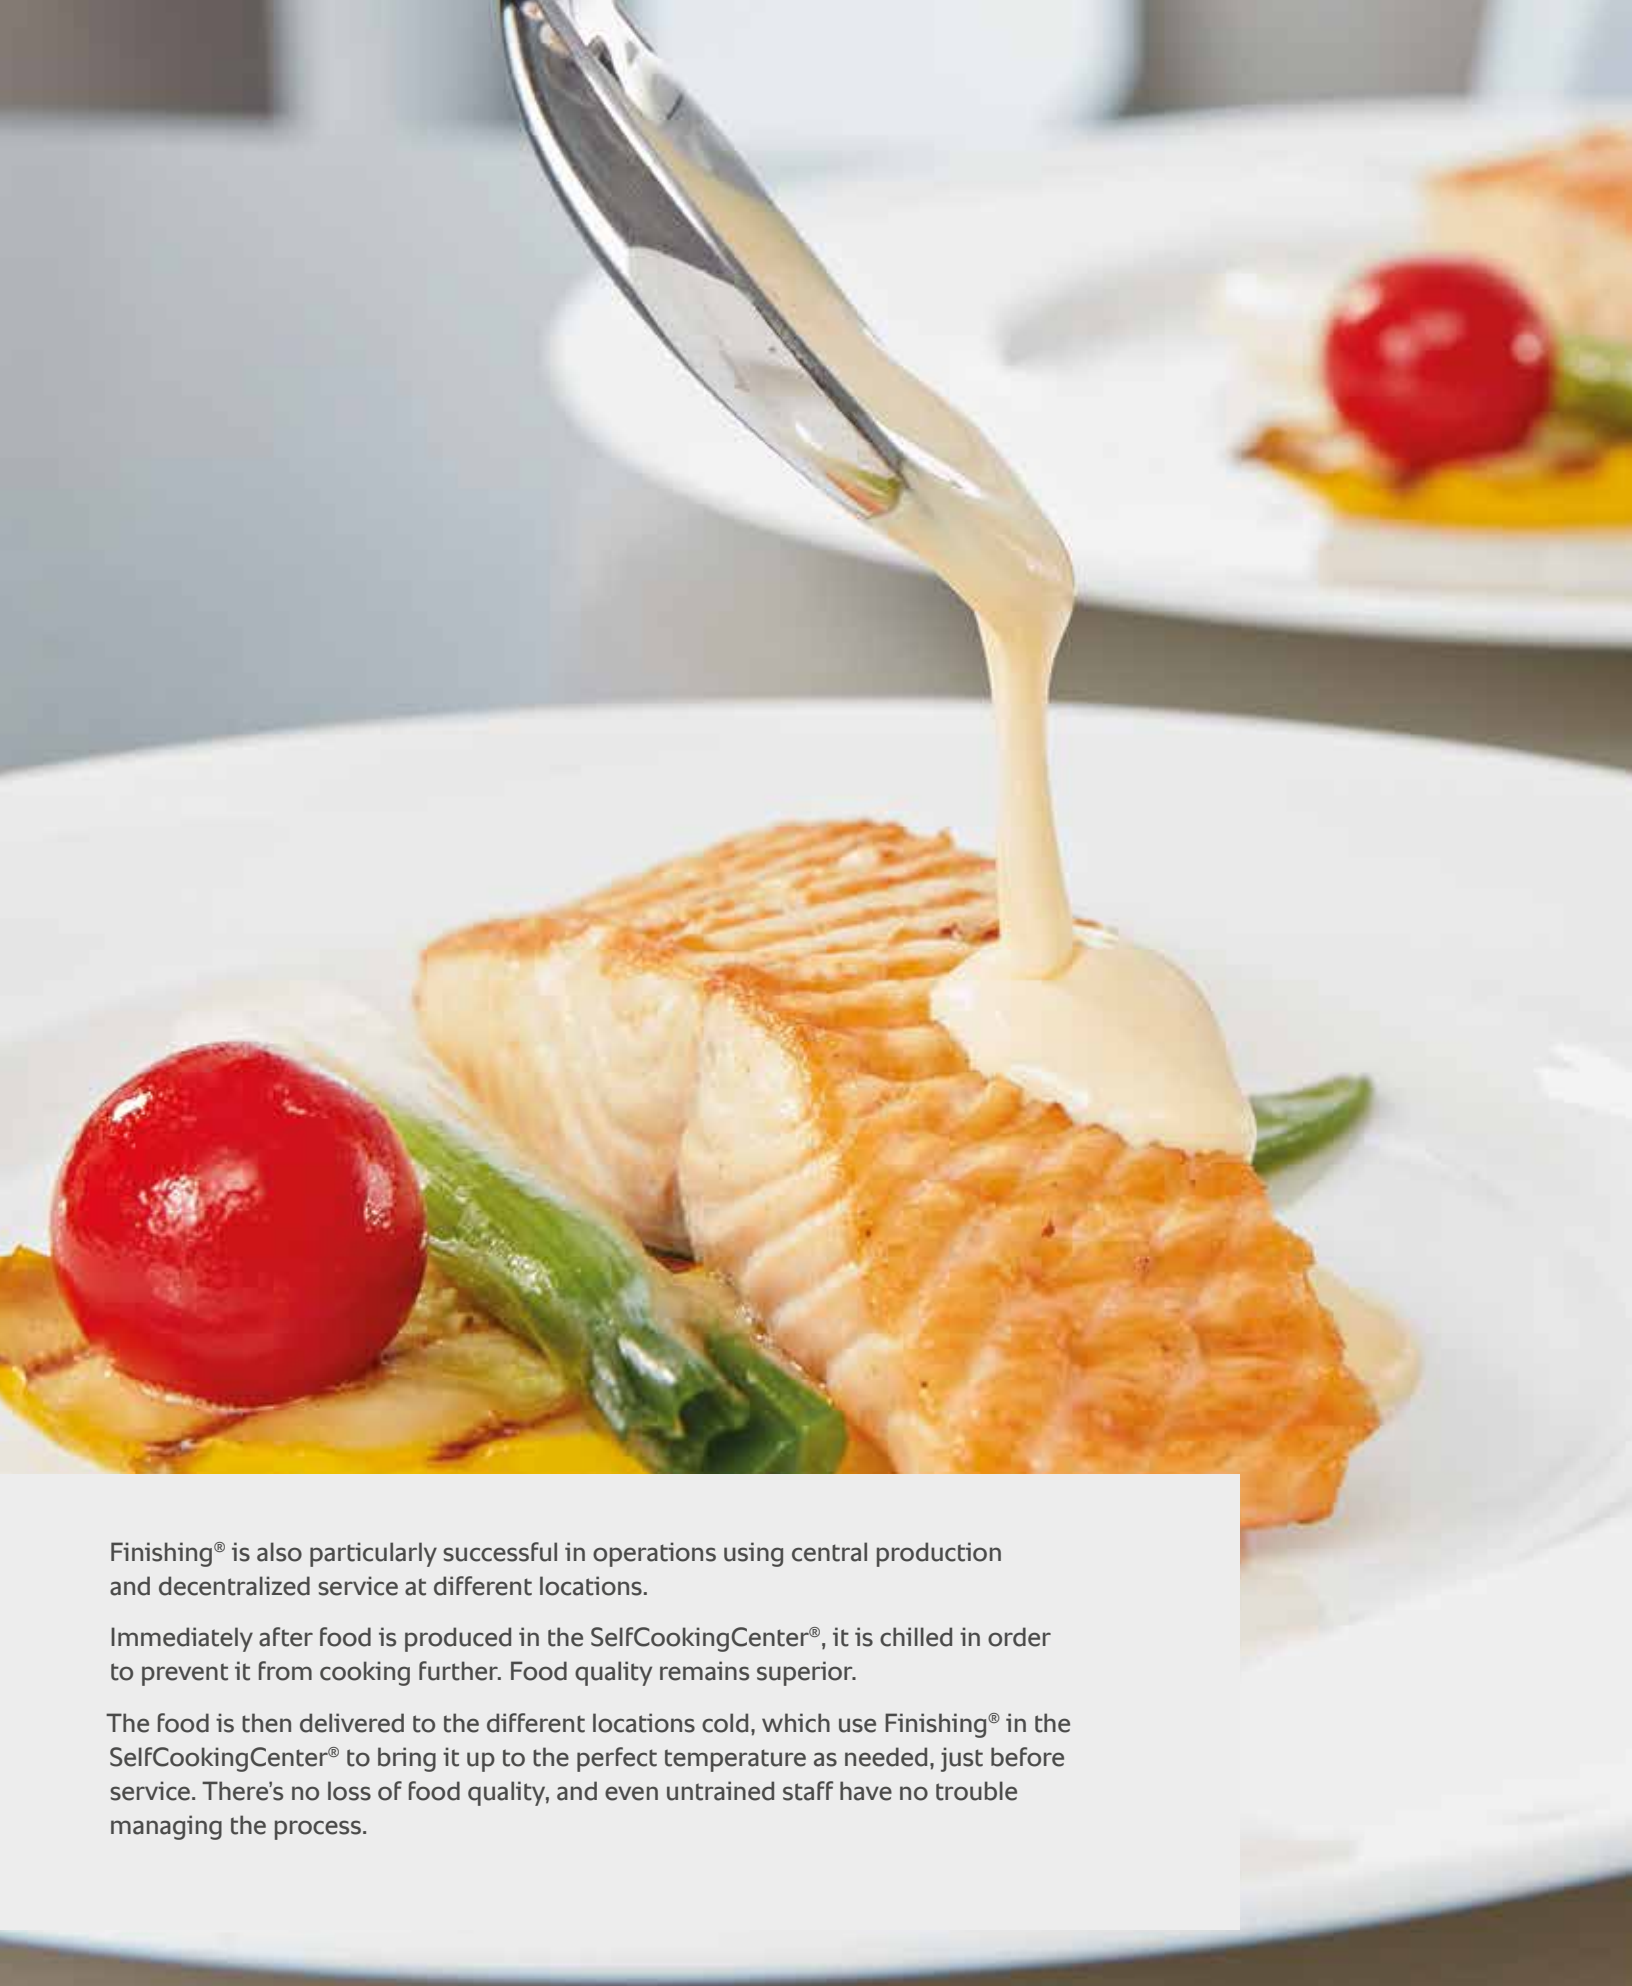 Finishing® is also particularly successful in operations using central production
and decentralized service at different locations.
Immediately after food is produced in the SelfCookingCenter®, it is chilled in order
to prevent it from cooking further. Food quality remains superior.
The food is then delivered to the different locations cold, which use Finishing® in the
SelfCookingCenter® to bring it up to the perfect temperature as needed, just before
service. There's no loss of food quality, and even untrained staff have no trouble
managing the process.